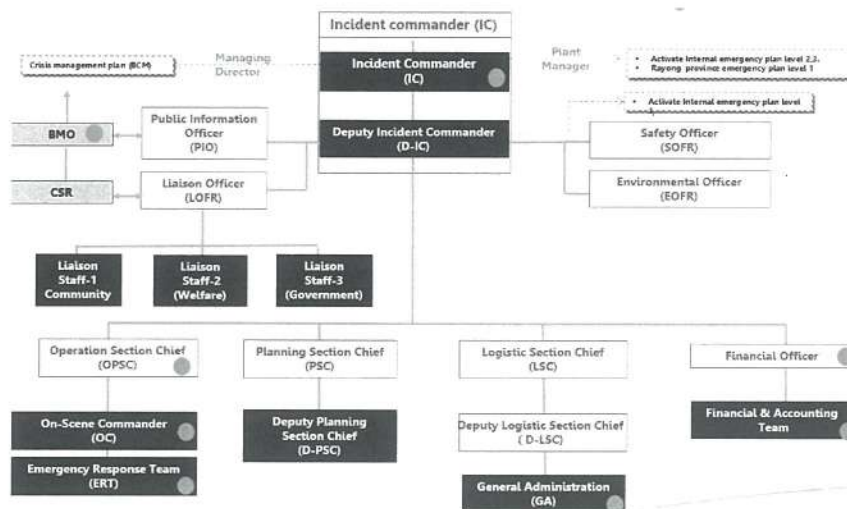 Incident commander (IC)
Crisis management plan (BCM)
Managing
Director
Incident Commander
(IC)
Plant
Manager
• Activate Internal emergency plan level 2,3.
• Rayong province emergency plan level 1
• Activate Internal emergency plan level
BMO
Public Information
Officer
(PIO)
Deputy Incident Commander
(D-IC)
Safety Officer
(SOFR)
CSR
Liaison Officer
(LOFR)
Environmental Officer
(EOFR)
Liaison
Staff-1
Community
Liaison
Staff-2
(Welfare)
Liaison
Staff-3
(Government)
Operation Section Chief
(OPSC)
Planning Section Chief
(PSC)
Logistic Section Chief
(LSC)
Financial Officer
On-Scene Commander
(OC)
Deputy Planning
Section Chief
(D-PSC)
Deputy Logistic Section Chief
( D-LSC)
Financial & Accounting
Team
Emergency Response Team
(ERT)
General Administration
(GA)